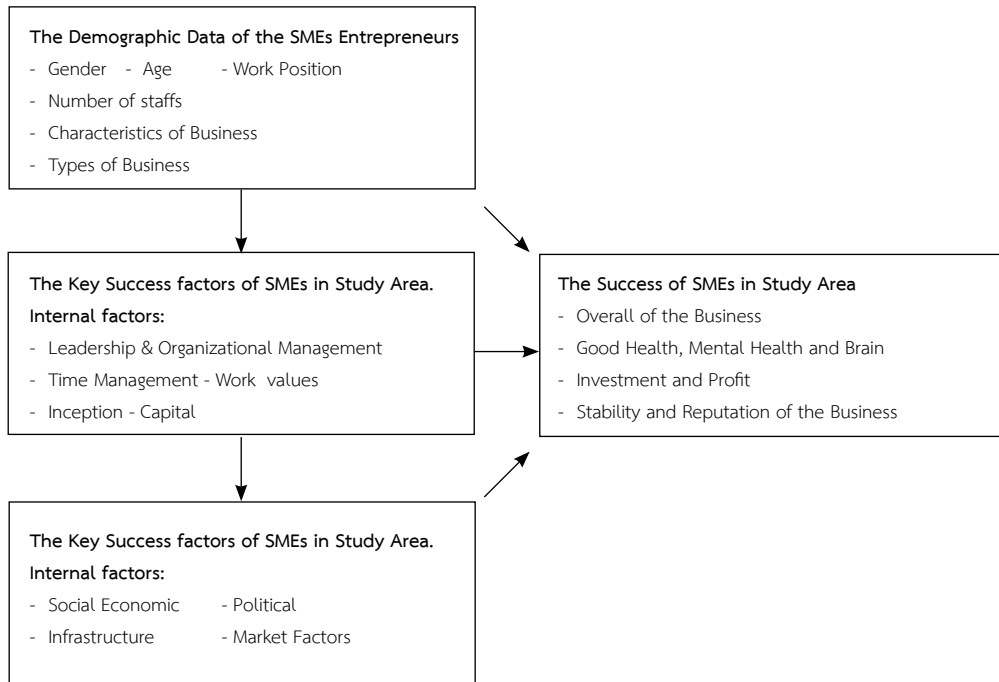 The Demographic Data of the SMEs Entrepreneurs
- Gender - Age - Work Position
- Number of staffs
- Characteristics of Business
- Types of Business
The Key Success factors of SMEs in Study Area.
Internal factors:
- Leadership & Organizational Management
- Time Management - Work values
- Inception - Capital
The Success of SMEs in Study Area
- Overall of the Business
- Good Health, Mental Health and Brain
- Investment and Profit
- Stability and Reputation of the Business
The Key Success factors of SMEs in Study Area.
Internal factors:
- Social Economic - Political
- Infrastructure - Market Factors